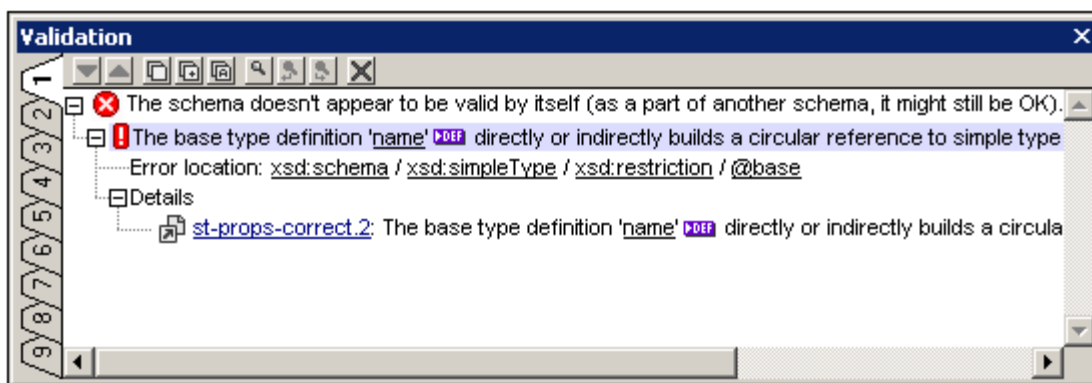 Validation
The schema doesn't appear to be valid by itself (as a part of another schema, it might still be OK).
The base type definition 'name' DEF directly or indirectly builds a circular reference to simple type
Error location: xsd:schema / xsd:simpleType / xsd:restriction / @base
Details
st-props-correct.2: The base type definition 'name' DEF directly or indirectly builds a circula
1
2
3
4
5
6
7
8
9